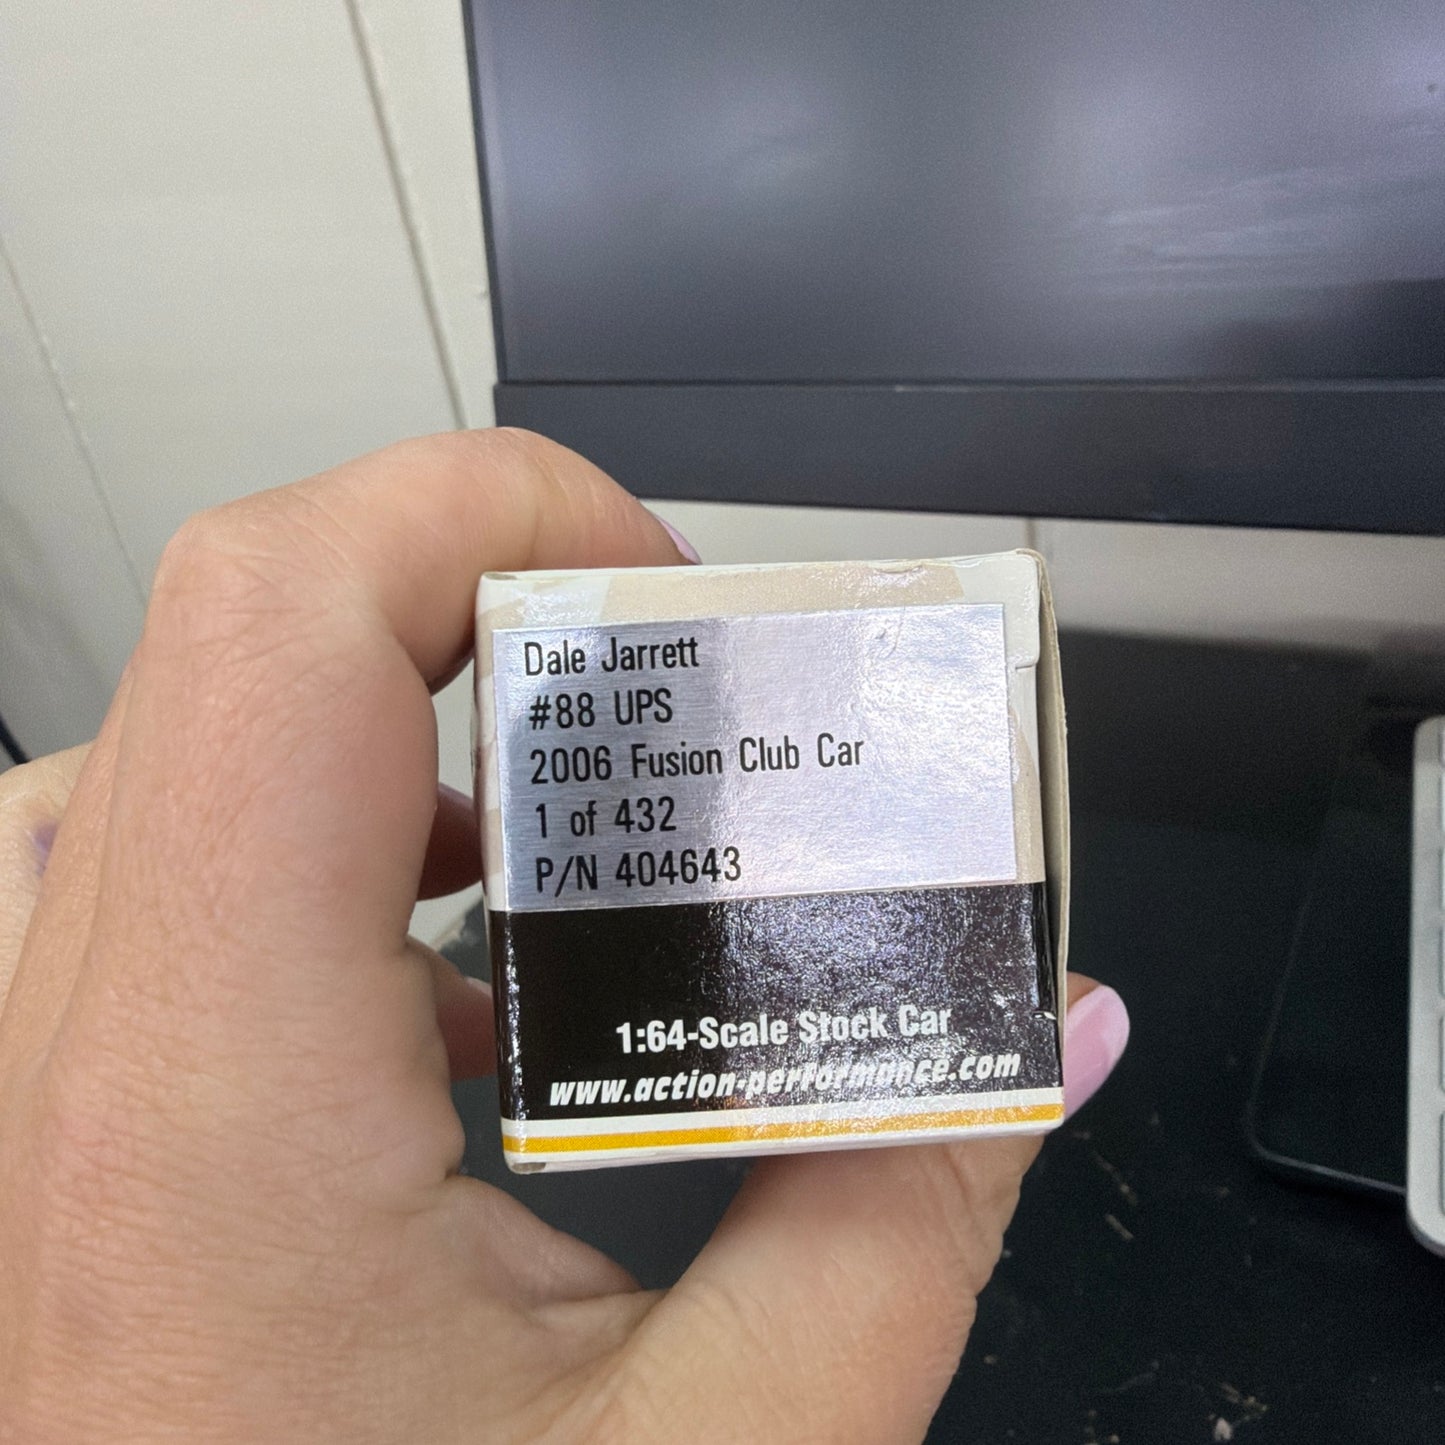 Dale Jarrett
#88 UPS
2006 Fusion Club Car
1 of 432
P/N 404643
1:64-Scale Stock Car
www.action-performance.com